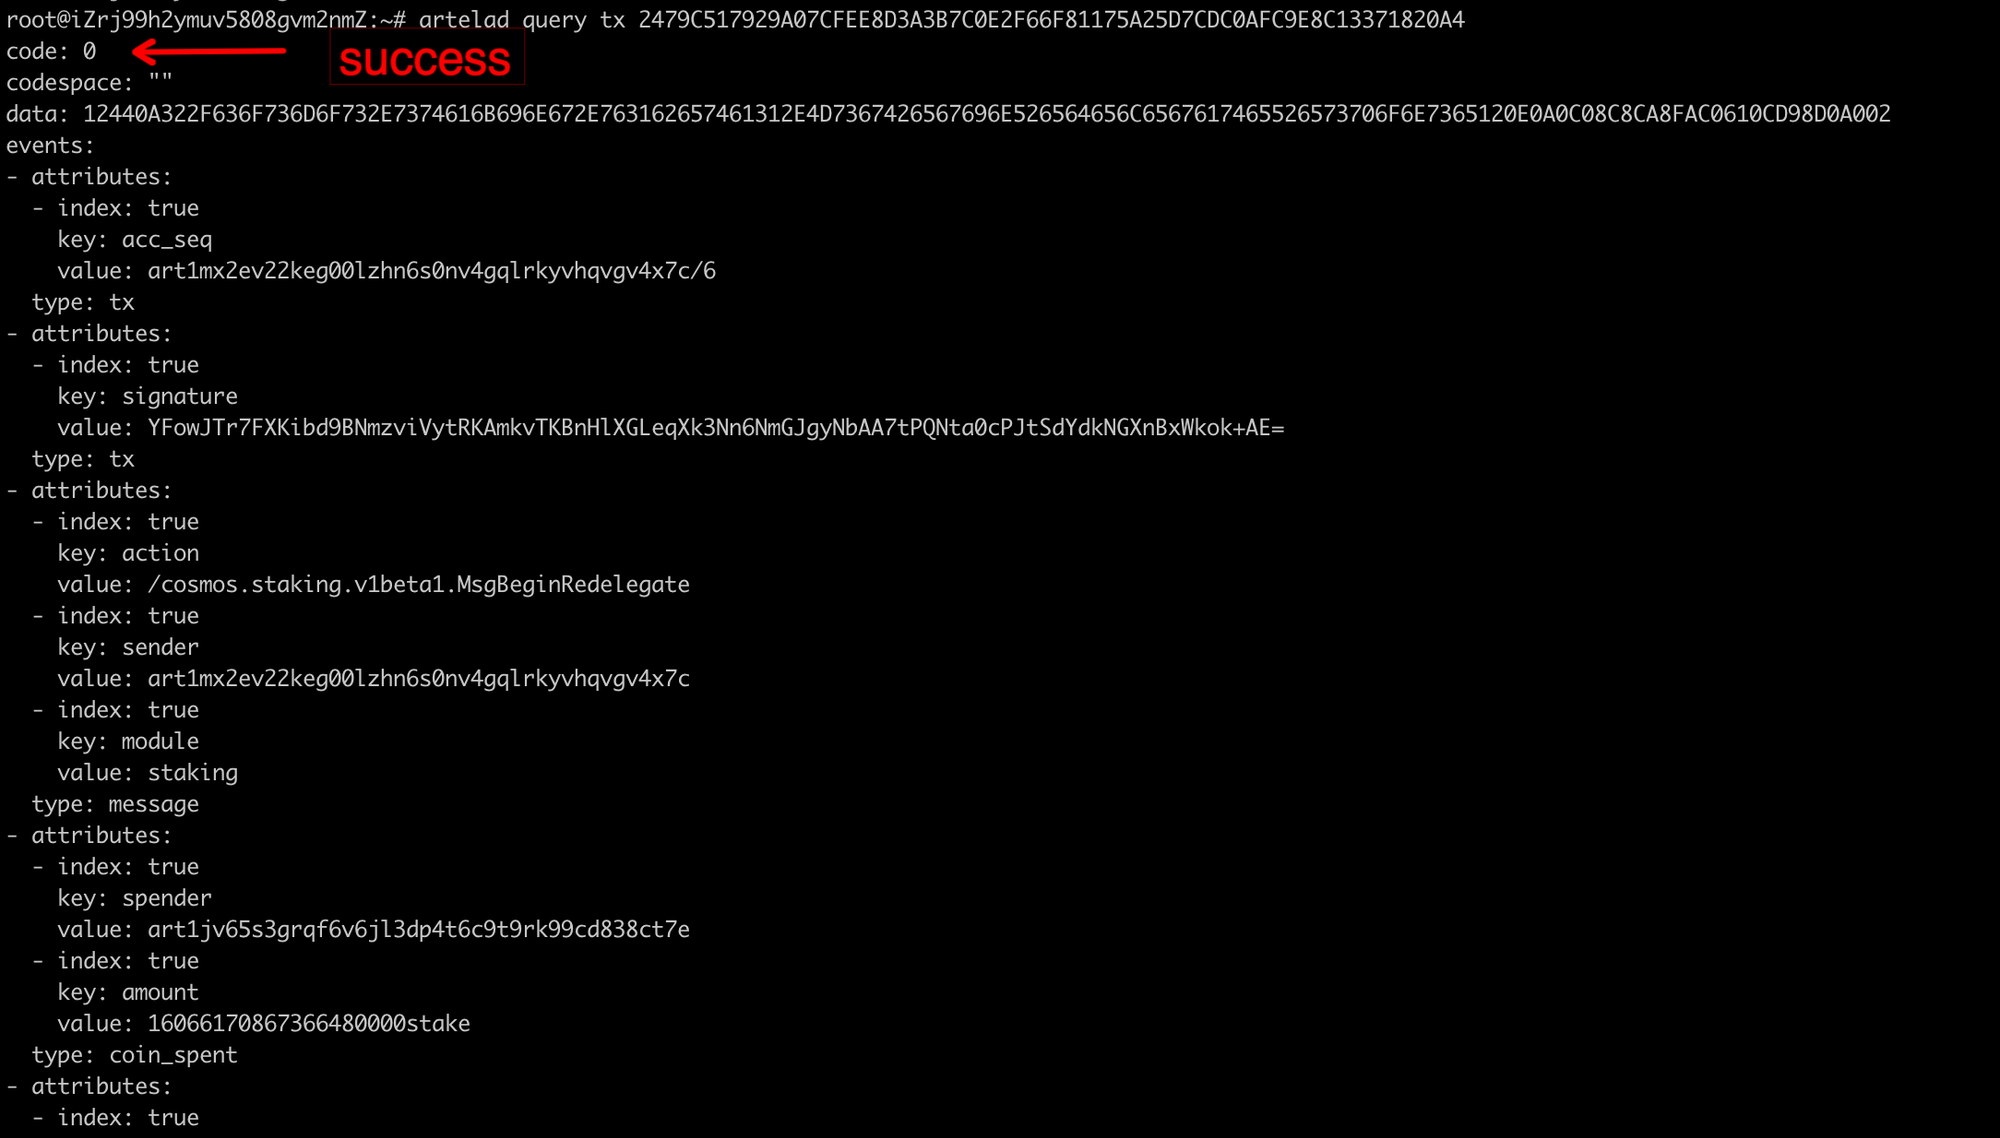 root@iZrj99h2ymuv5808gvm2nmZ:~# artelad query tx 2479C517929A07CFEE8D3A3B7C0E2F66F81175A25D7CDC0AFC9E8C13371820A4
code: 0
success
codespace: ""
data: 12440A322F636F736D6F732E7374616B696E672E763162657461312E4D7367426567696E526564656C6567617465526573706F6E7365120E0A0C08C8CA8FAC0610CD98D0A002
events:
- attributes:
  - index: true
    key: acc_seq
    value: art1mx2ev22keg00lzhn6s0nv4gqlrkyvhqvgv4x7c/6
  type: tx
- attributes:
  - index: true
    key: signature
    value: YFowJTr7FXKibd9BNmzviVytRKAmkvTKBnHlXGLeqXk3Nn6NmGJgyNbAA7tPQNta0cPJtSdYdkNGXnBxWkok+AE=
  type: tx
- attributes:
  - index: true
    key: action
    value: /cosmos.staking.v1beta1.MsgBeginRedelegate
  - index: true
    key: sender
    value: art1mx2ev22keg00lzhn6s0nv4gqlrkyvhqvgv4x7c
  - index: true
    key: module
    value: staking
  type: message
- attributes:
  - index: true
    key: spender
    value: art1jv65s3grqf6v6jl3dp4t6c9t9rk99cd838ct7e
  - index: true
    key: amount
    value: 16066170867366480000stake
  type: coin_spent
- attributes:
  - index: true